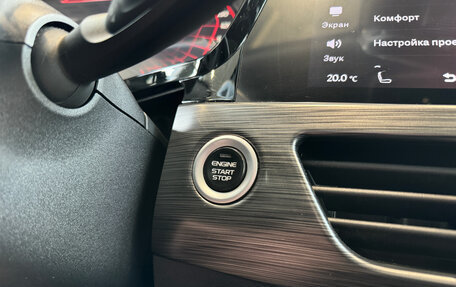 Экран
Комфорт
Настройка прое
Звук
20.0 °C
ENGINE
START
STOP